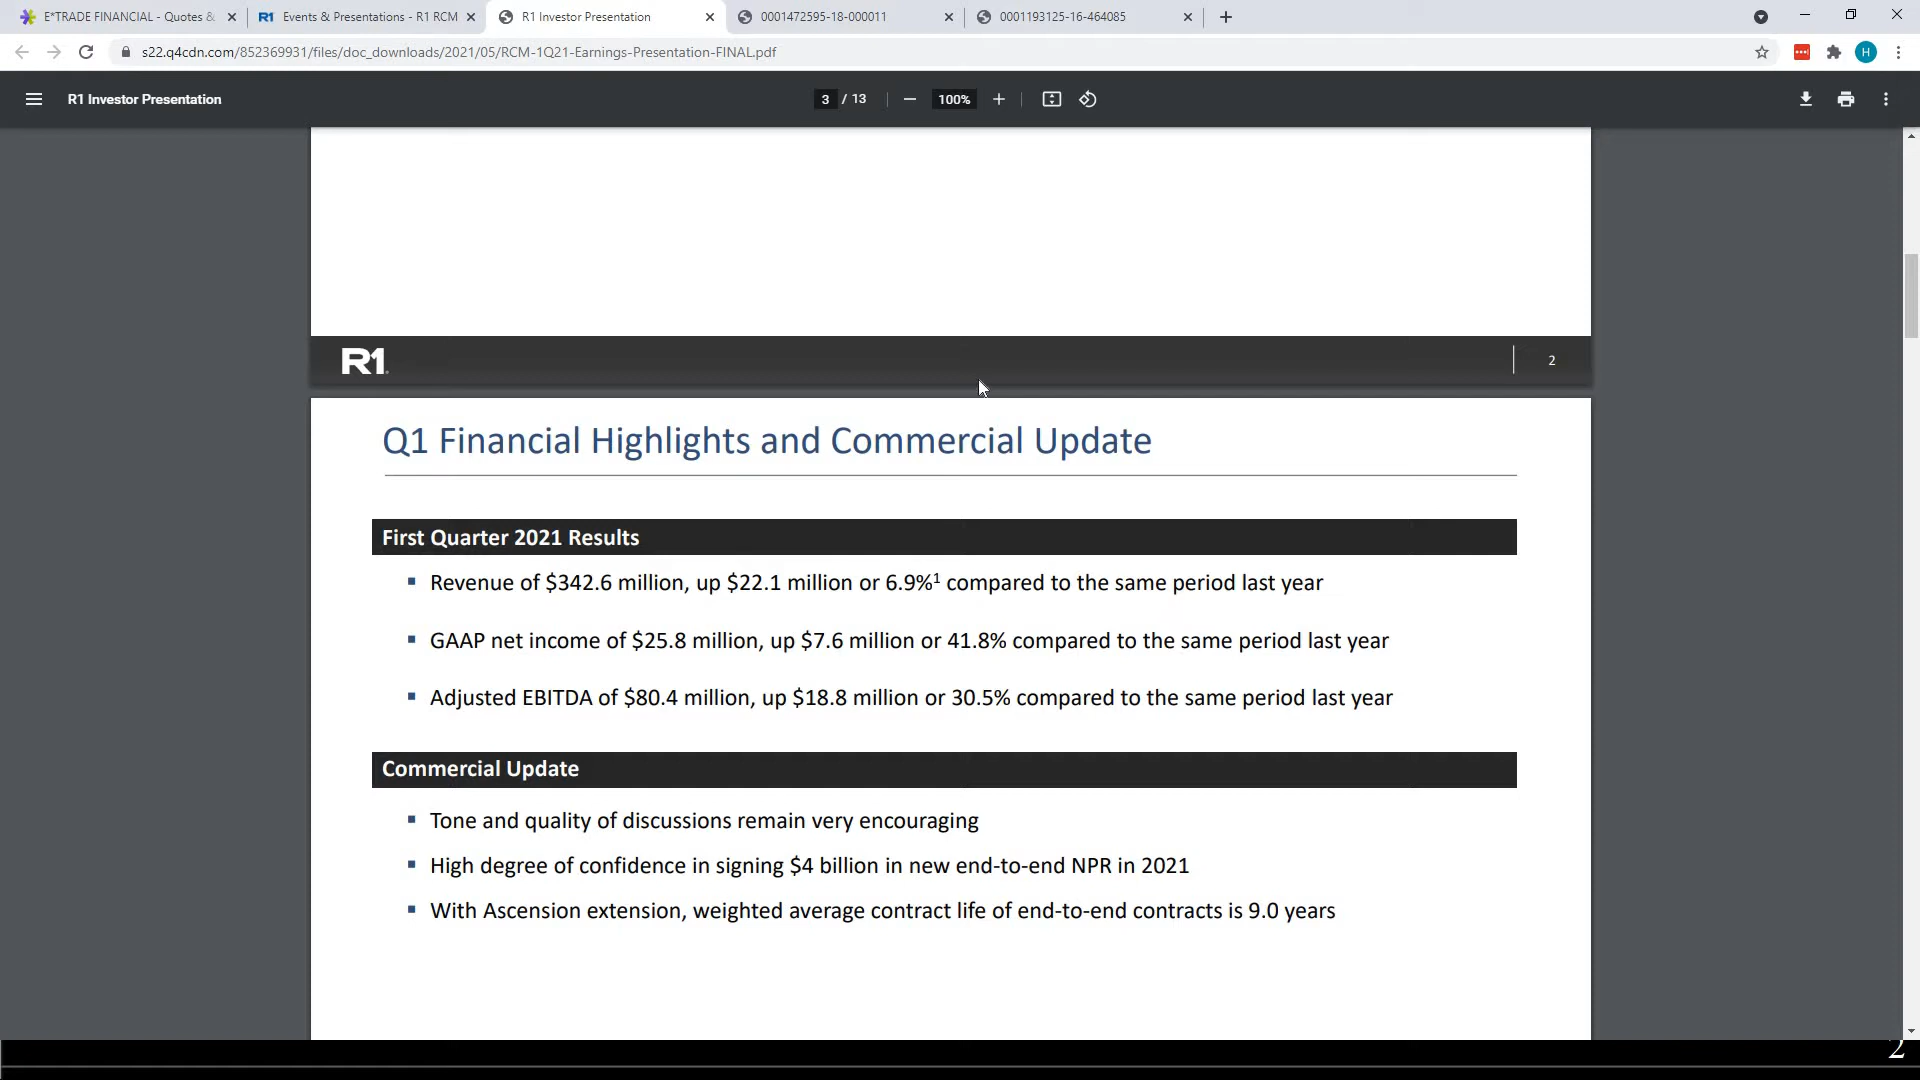 E*TRADE FINANCIAL - Quotes &
Events & Presentations - R1 RCM
R1 Investor Presentation
0001472595-18-000011
0001193125-16-464085
s22.q4cdn.com/852369931/files/doc_downloads/2021/05/RCM-1Q21-Earnings-Presentation-FINAL.pdf
H
R1 Investor Presentation
3 / 13
100%
R1
2
Q1 Financial Highlights and Commercial Update
First Quarter 2021 Results
▪ Revenue of $342.6 million, up $22.1 million or 6.9%¹ compared to the same period last year
▪ GAAP net income of $25.8 million, up $7.6 million or 41.8% compared to the same period last year
▪ Adjusted EBITDA of $80.4 million, up $18.8 million or 30.5% compared to the same period last year
Commercial Update
▪ Tone and quality of discussions remain very encouraging
▪ High degree of confidence in signing $4 billion in new end-to-end NPR in 2021
▪ With Ascension extension, weighted average contract life of end-to-end contracts is 9.0 years
2